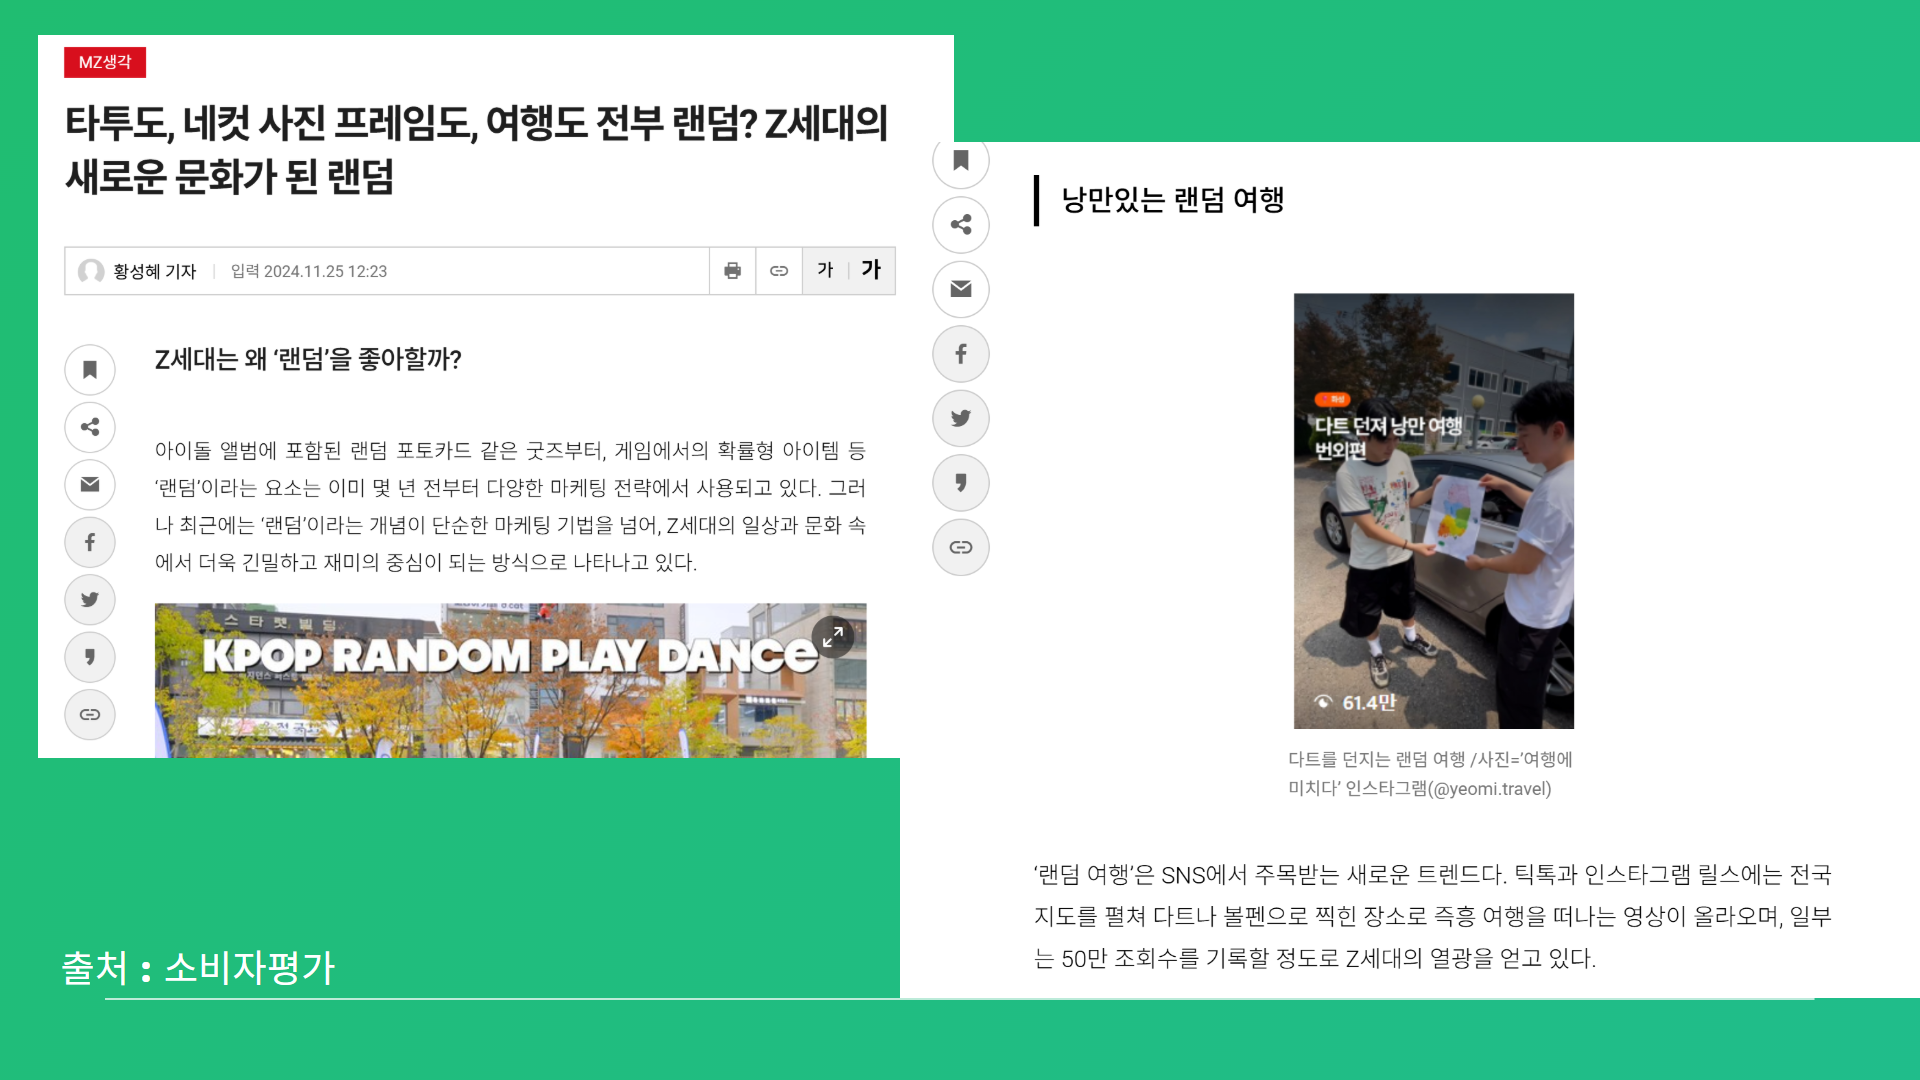 MZ생각
타투도, 네컷 사진 프레임도, 여행도 전부 랜덤? Z세대의
새로운 문화가 된 랜덤
황성혜 기자 입력 2024.11.25 12:23 가 가
Z세대는 왜 ‘랜덤’을 좋아할까?
아이돌 앨범에 포함된 랜덤 포토카드 같은 굿즈부터, 게임에서의 확률형 아이템 등
‘랜덤’이라는 요소는 이미 몇 년 전부터 다양한 마케팅 전략에서 사용되고 있다. 그러
나 최근에는 ‘랜덤’이라는 개념이 단순한 마케팅 기법을 넘어, Z세대의 일상과 문화 속
에서 더욱 긴밀하고 재미의 중심이 되는 방식으로 나타나고 있다.
스타렛빌딩
KPOP RANDOM PLAY DANCe
출처 : 소비자평가
낭만있는 랜덤 여행
화성
다트 던져 낭만 여행
번외편
61.4만
다트를 던지는 랜덤 여행 /사진=’여행에
미치다’ 인스타그램(@yeomi.travel)
‘랜덤 여행’은 SNS에서 주목받는 새로운 트렌드다. 틱톡과 인스타그램 릴스에는 전국
지도를 펼쳐 다트나 볼펜으로 찍힌 장소로 즉흥 여행을 떠나는 영상이 올라오며, 일부
는 50만 조회수를 기록할 정도로 Z세대의 열광을 얻고 있다.